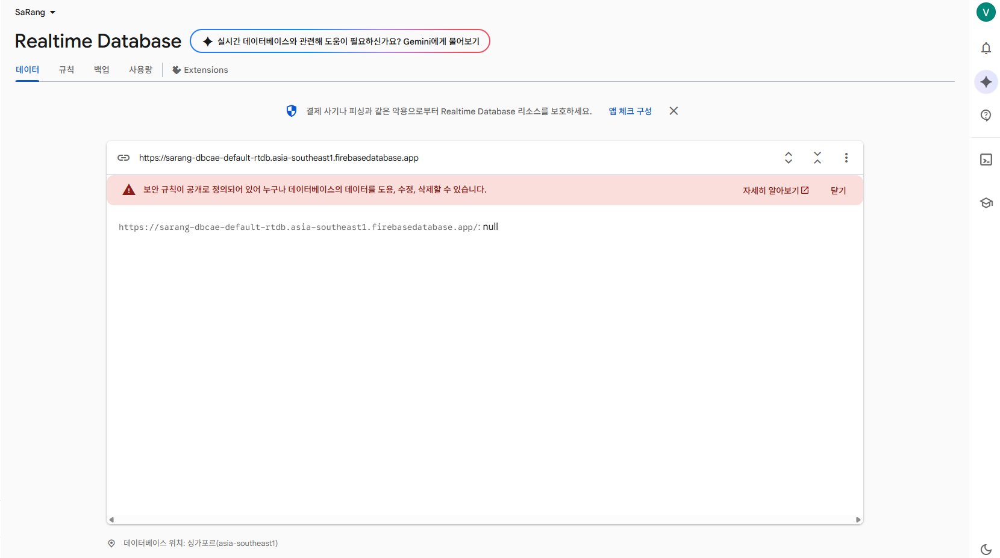 SaRang
V
Realtime Database
실시간 데이터베이스와 관련해 도움이 필요하신가요? Gemini에게 물어보기
데이터 규칙 백업 사용량 Extensions
결제 사기나 피싱과 같은 악용으로부터 Realtime Database 리소스를 보호하세요. 앱 체크 구성
https://sarang-dbcae-default-rtdb.asia-southeast1.firebasedatabase.app
보안 규칙이 공개로 정의되어 있어 누구나 데이터베이스의 데이터를 도용, 수정, 삭제할 수 있습니다. 자세히 알아보기 닫기
https://sarang-dbcae-default-rtdb.asia-southeast1.firebasedatabase.app/: null
데이터베이스 위치: 싱가포르(asia-southeast1)